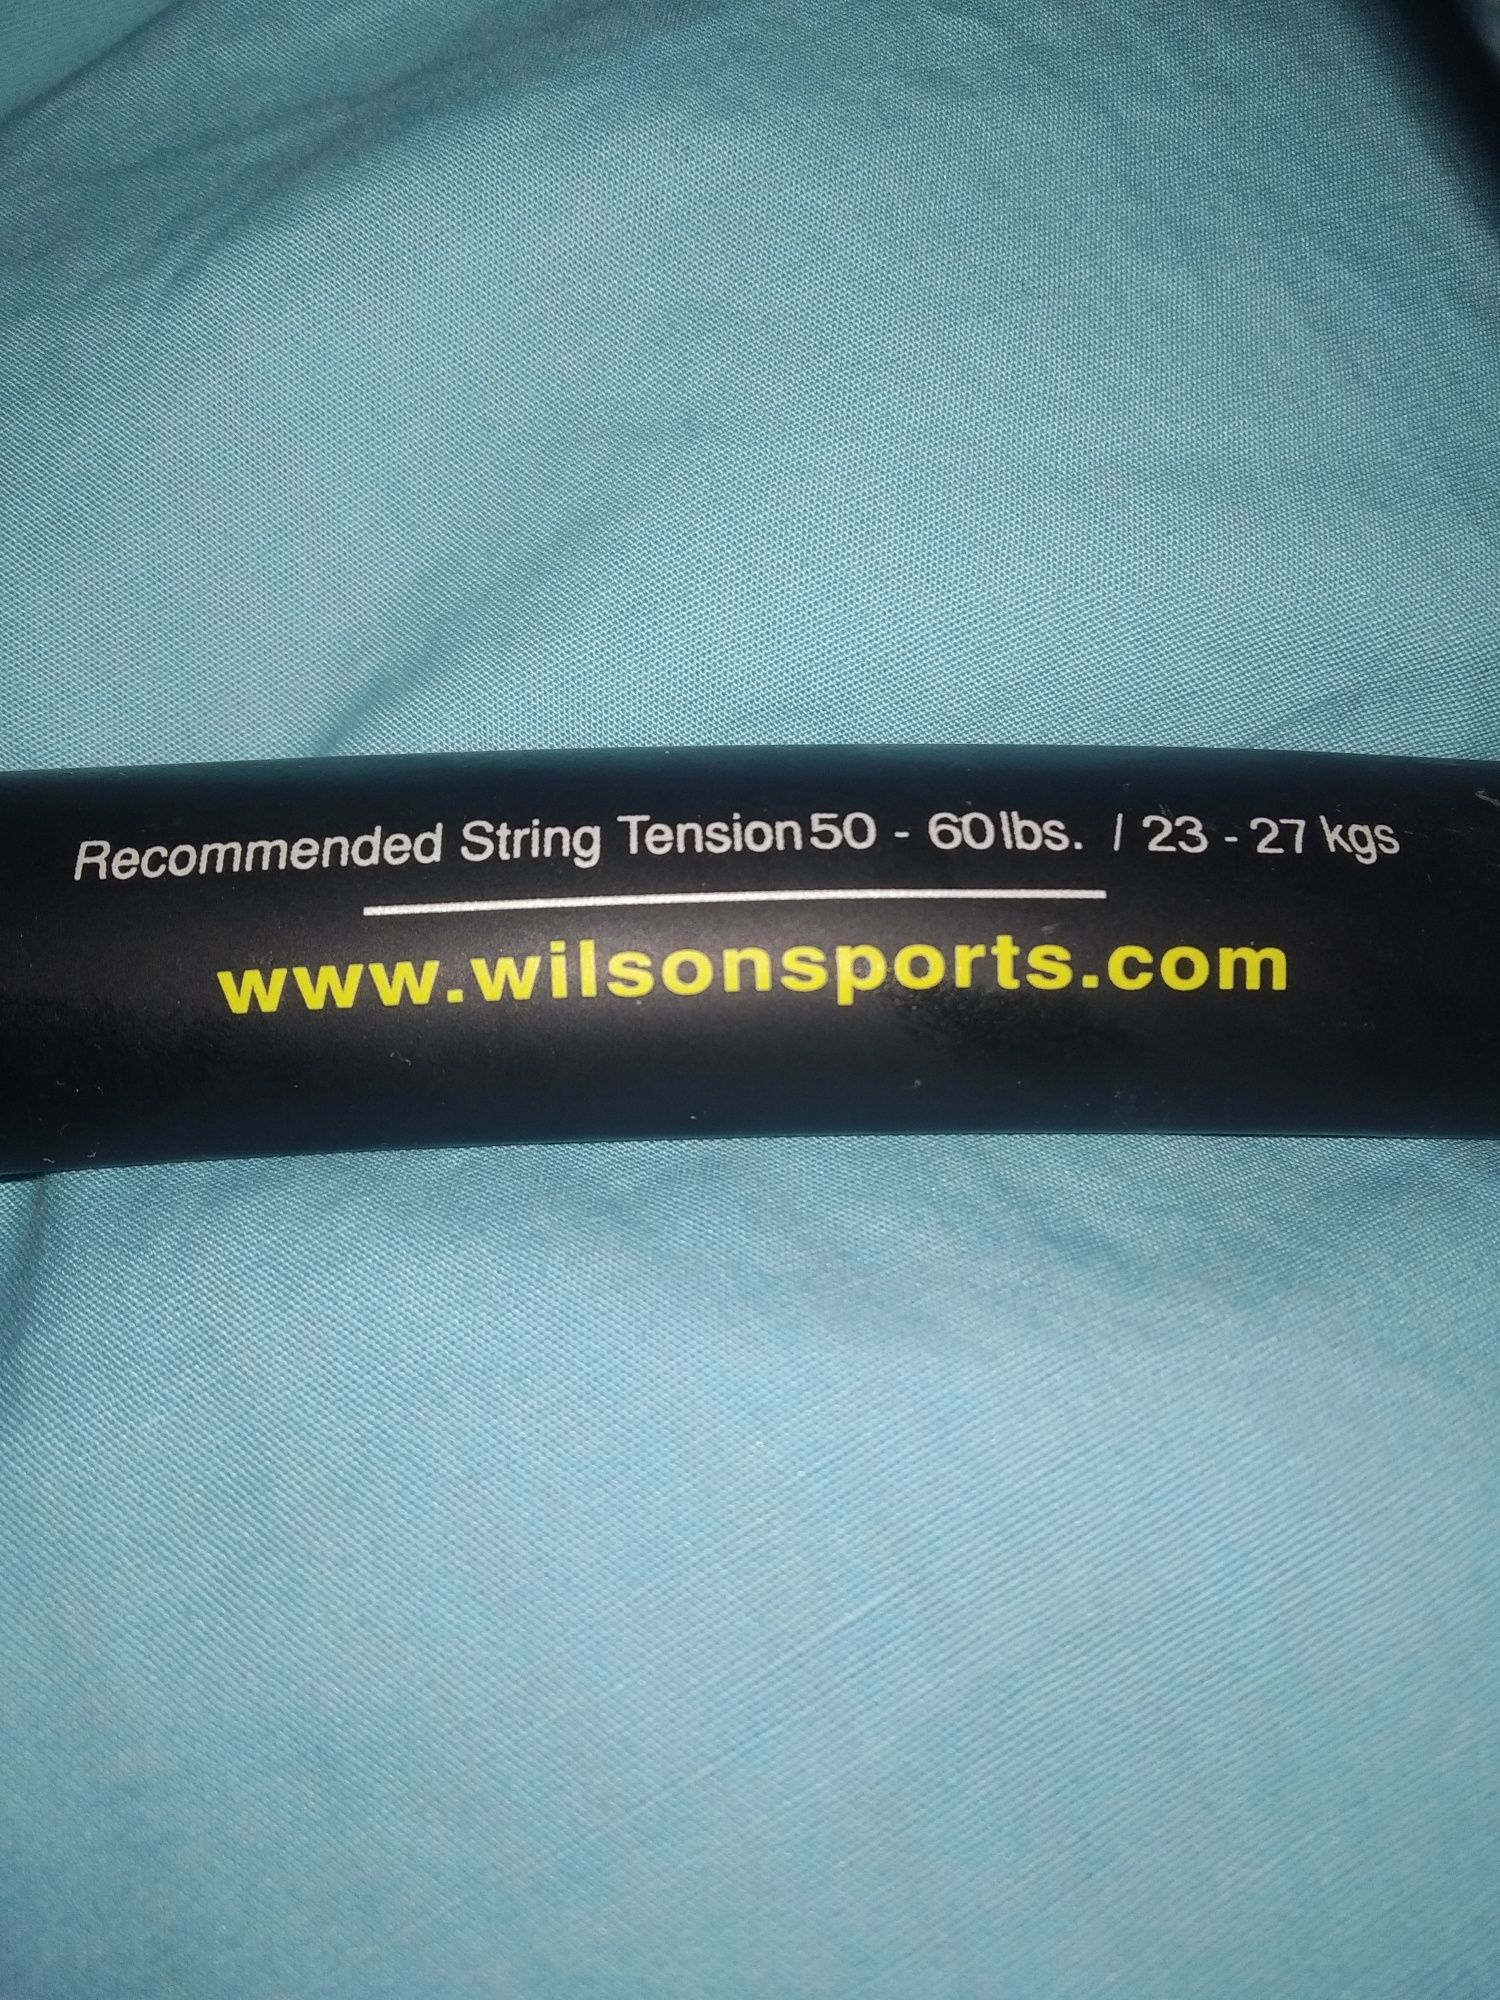 Recommended String Tension 50 - 60 lbs. / 23 - 27 kgs
www.wilsonsports.com